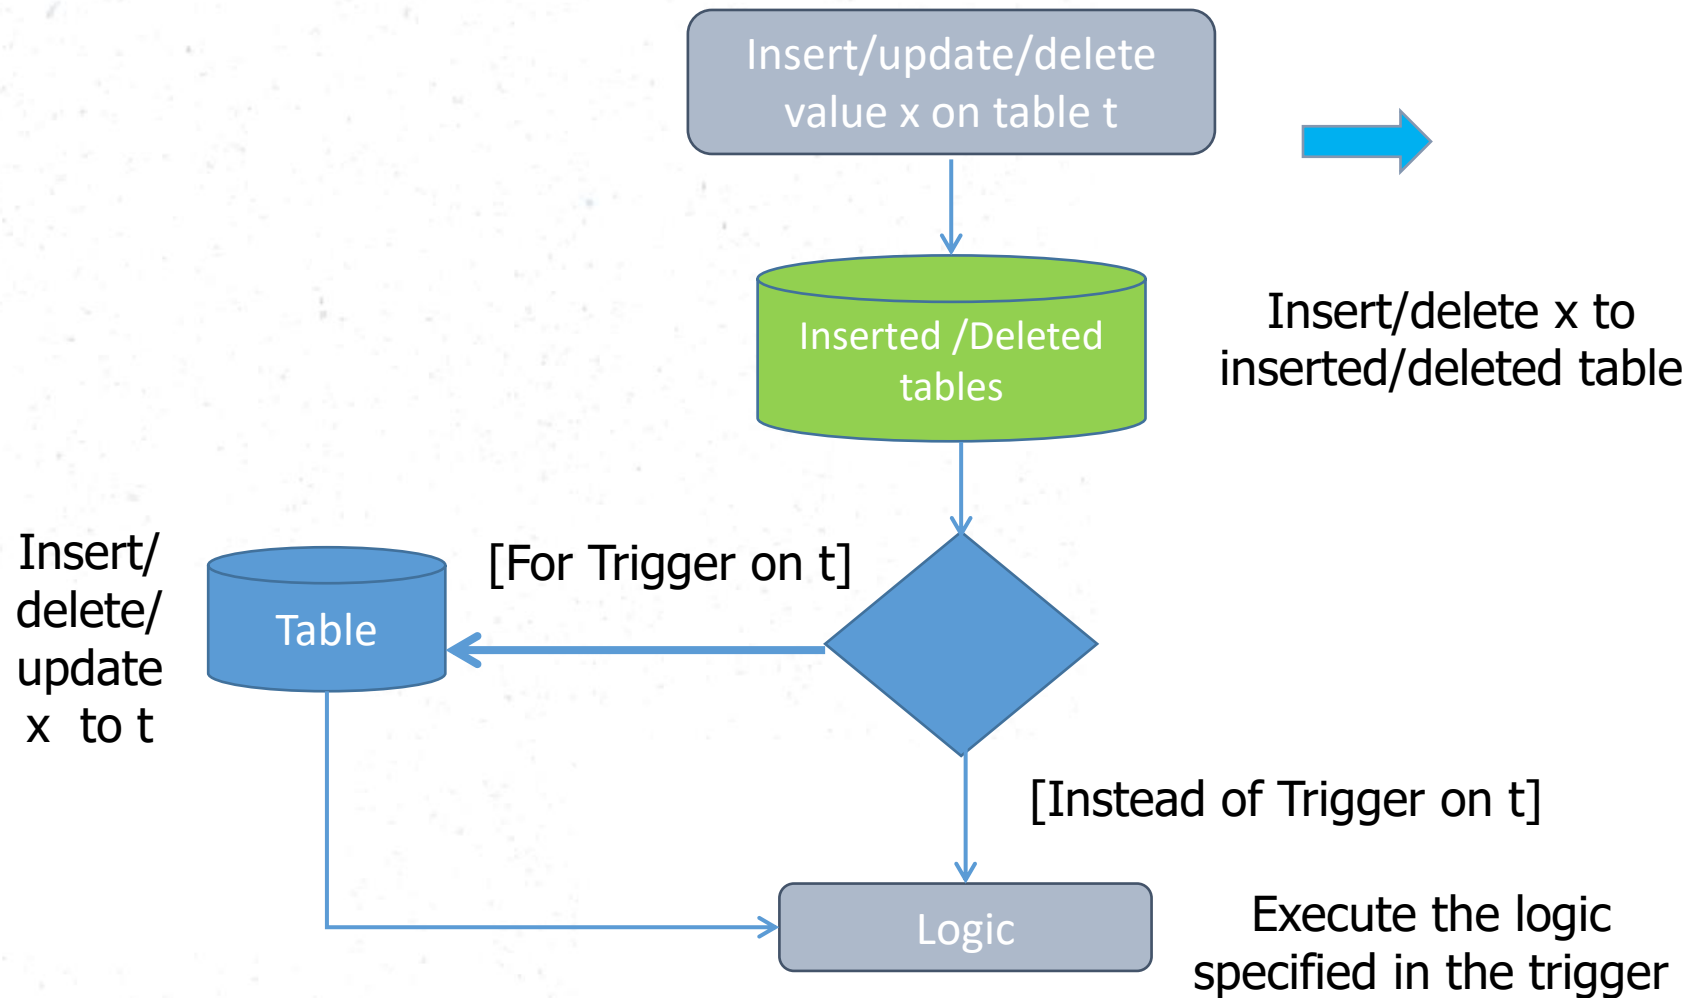 Insert/update/delete
value x on table t
Inserted /Deleted
tables
Insert/delete x to
inserted/deleted table
Insert/
delete/
update
x  to t
Table
[For Trigger on t]
[Instead of Trigger on t]
Logic
Execute the logic
specified in the trigger